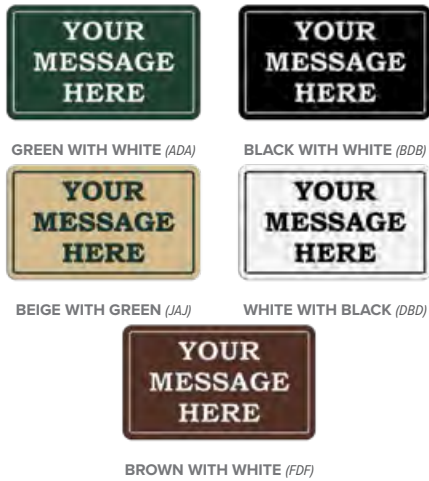 YOUR
MESSAGE
HERE
GREEN WITH WHITE (ADA)
YOUR
MESSAGE
HERE
BLACK WITH WHITE (BDB)
YOUR
MESSAGE
HERE
BEIGE WITH GREEN (JAJ)
YOUR
MESSAGE
HERE
WHITE WITH BLACK (DBD)
YOUR
MESSAGE
HERE
BROWN WITH WHITE (FDF)